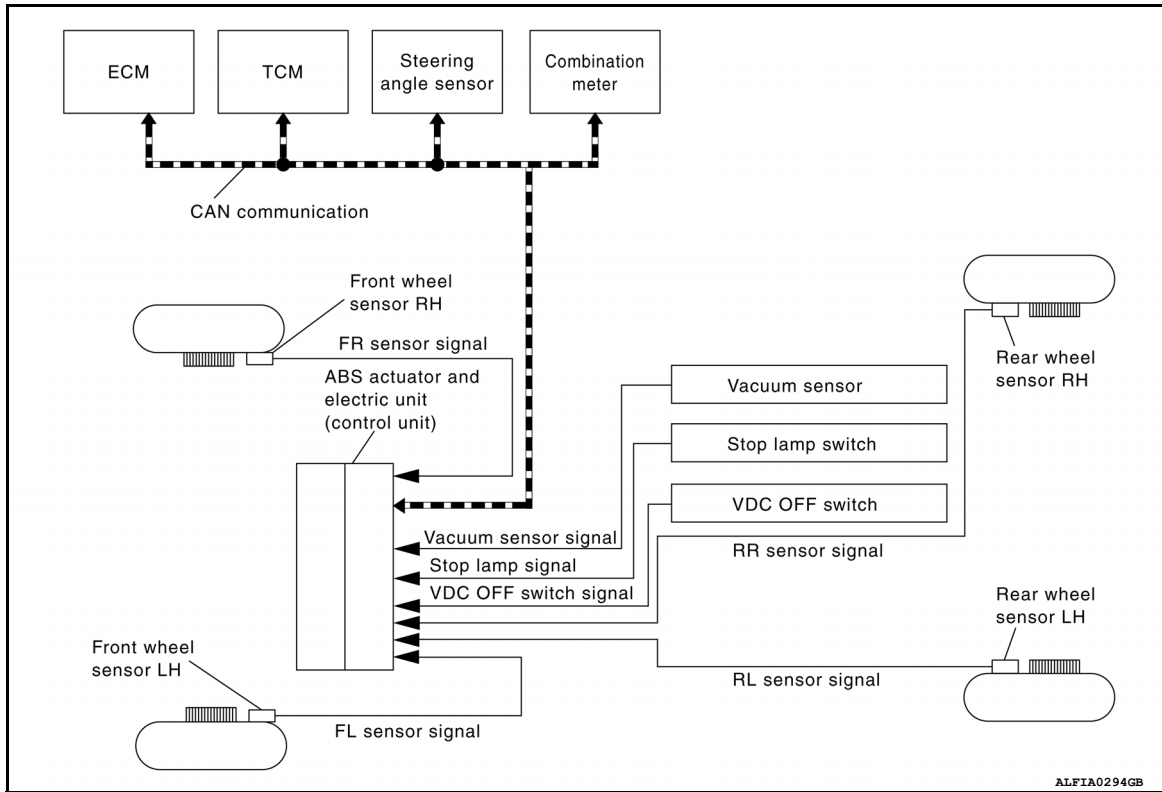 ECM
TCM
Steering
angle sensor
Combination
meter
CAN communication
Front wheel
sensor RH
FR sensor signal
ABS actuator and
electric unit
(control unit)
Rear wheel
sensor RH
Vacuum sensor
Stop lamp switch
VDC OFF switch
Vacuum sensor signal
RR sensor signal
Stop lamp signal
VDC OFF switch signal
Rear wheel
sensor LH
Front wheel
sensor LH
RL sensor signal
FL sensor signal
ALFIA0294GB